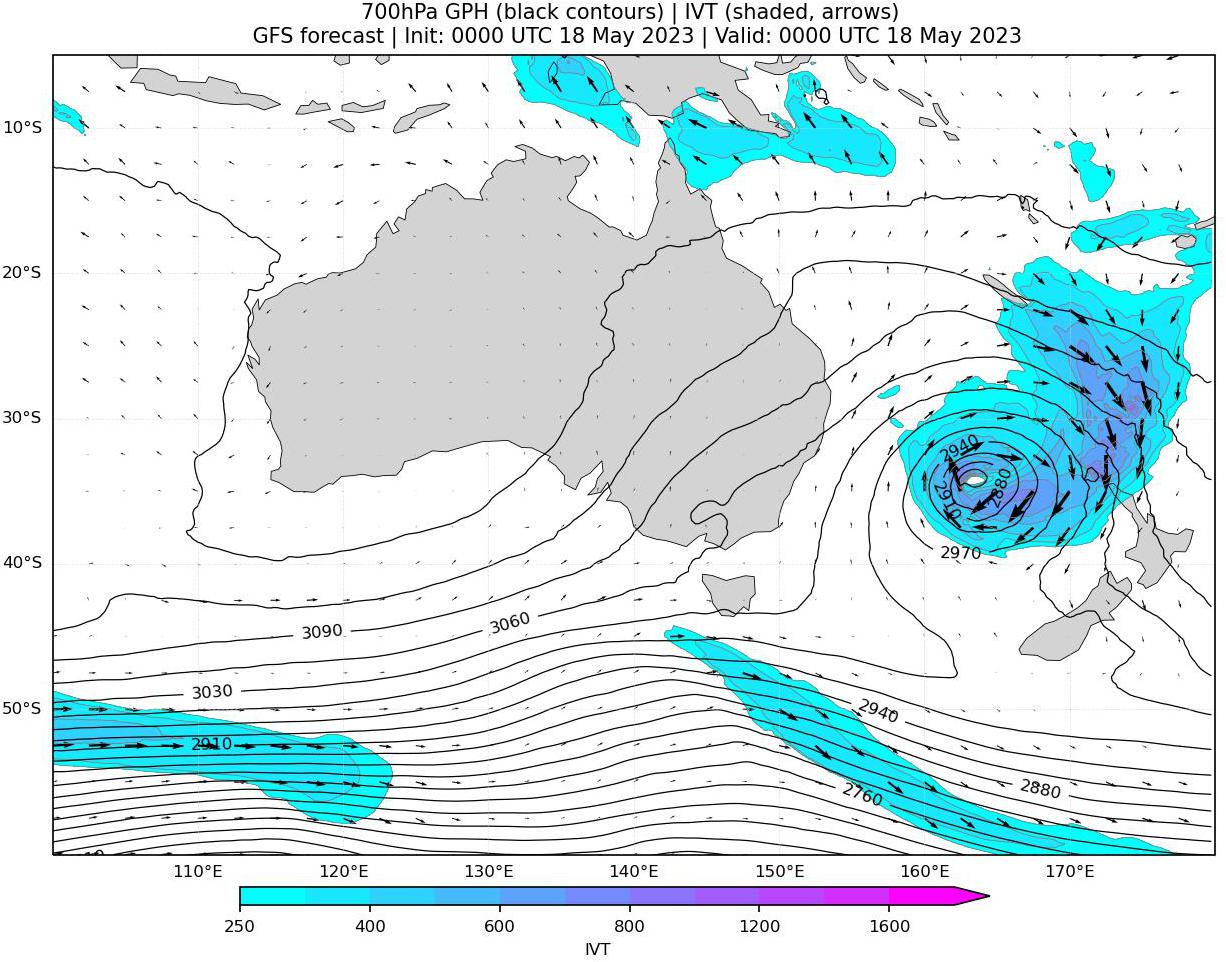 700hPa GPH (black contours) | IVT (shaded, arrows)
GFS forecast | Init: 0000 UTC 18 May 2023 | Valid: 0000 UTC 18 May 2023
10°S
20°S
30°S
2940
2880
2910
2970
40°S
3090
3060
3030
50°S
2940
2910
2880
2760
110°E
120°E
130°E
140°E
150°E
160°E
170°E
250
400
600
800
1200
1600
IVT